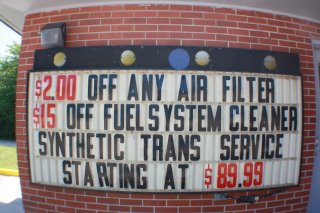 $2.00 OFF ANY AIR FILTER
$15 OFF FUEL SYSTEM CLEANER
SYNTHETIC TRANS SERVICE
STARTING AT $89.99